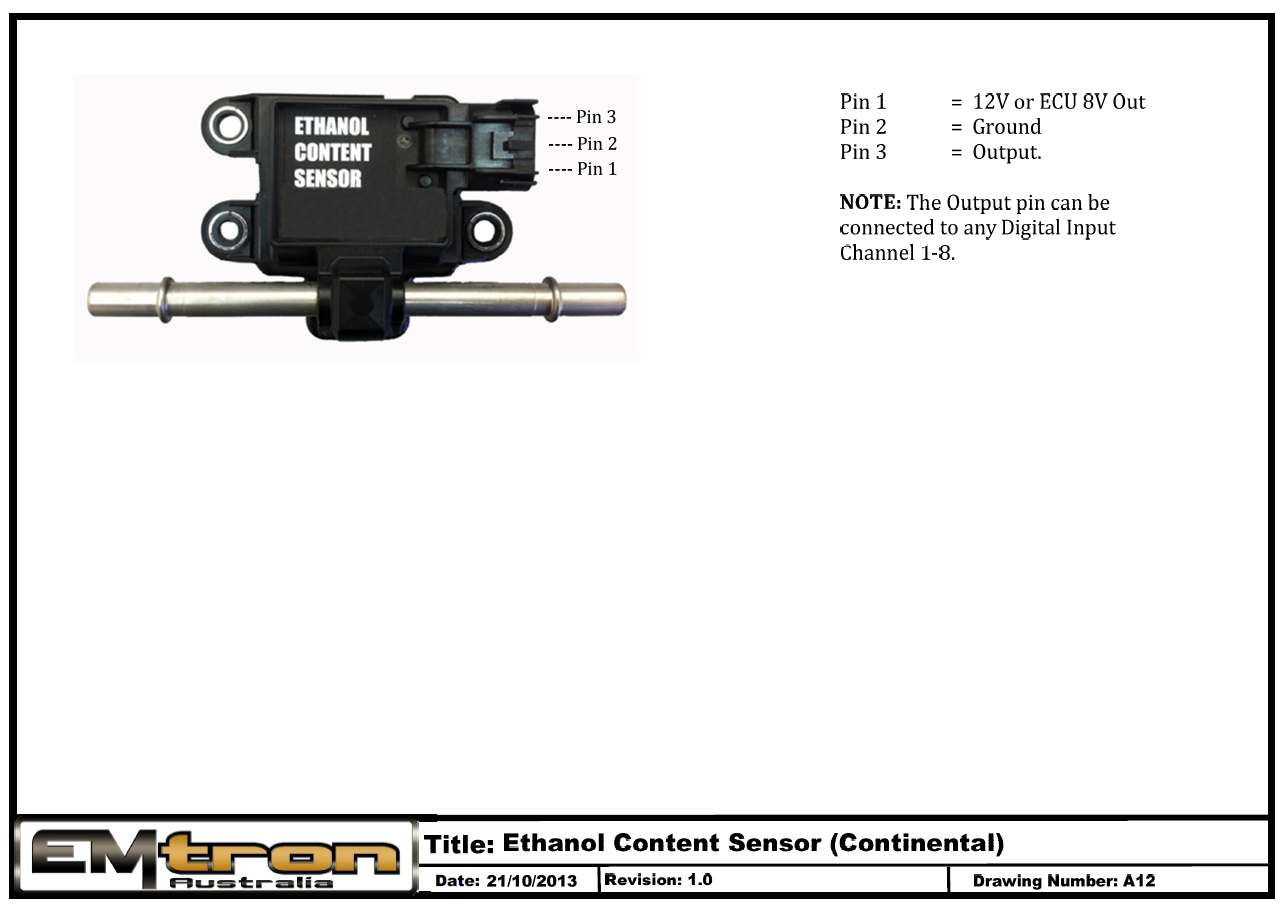 ETHANOL
CONTENT
SENSOR
---- Pin 3
---- Pin 2
---- Pin 1
Pin 1 = 12V or ECU 8V Out
Pin 2 = Ground
Pin 3 = Output.
NOTE: The Output pin can be
connected to any Digital Input
Channel 1-8.
EMtron
Australia
Title: Ethanol Content Sensor (Continental)
Date: 21/10/2013
Revision: 1.0
Drawing Number: A12